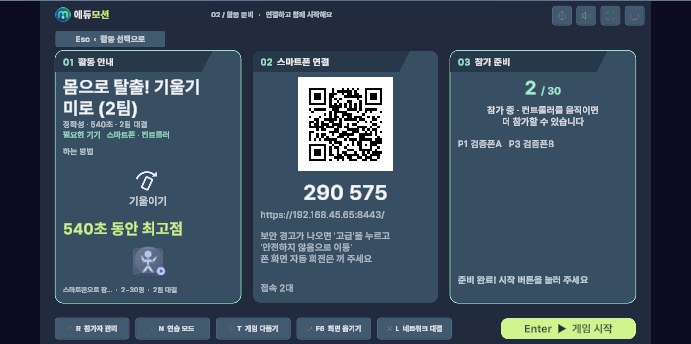 에듀모션
02 / 활동 준비 · 연결하고 함께 시작해요
Esc ‹ 활동 선택으로
01 활동 안내
몸으로 탈출! 기울기
미로 (2팀)
정확성 · 540초 · 2팀 대결
필요한 기기 스마트폰 · 컨트롤러
하는 방법
기울이기
540초 동안 최고점
스마트폰으로 참... · 2-30명 · 2팀 대결
02 스마트폰 연결
290 575
https://192.168.45.65:8443/
보안 경고가 나오면 '고급'을 누르고
'안전하지 않음으로 이동'
폰 화면 자동 회전은 꺼 주세요
접속 2대
03 참가 준비
2 / 30
참가 중 · 컨트롤러를 움직이면
더 참가할 수 있습니다
P1 검증폰A P3 검증폰B
준비 완료! 시작 버튼을 눌러 주세요
R 참가자 관리
N 연습 모드
T 게임 다듬기
F6 화면 옮기기
L 네트워크 대결
Enter ▶ 게임 시작